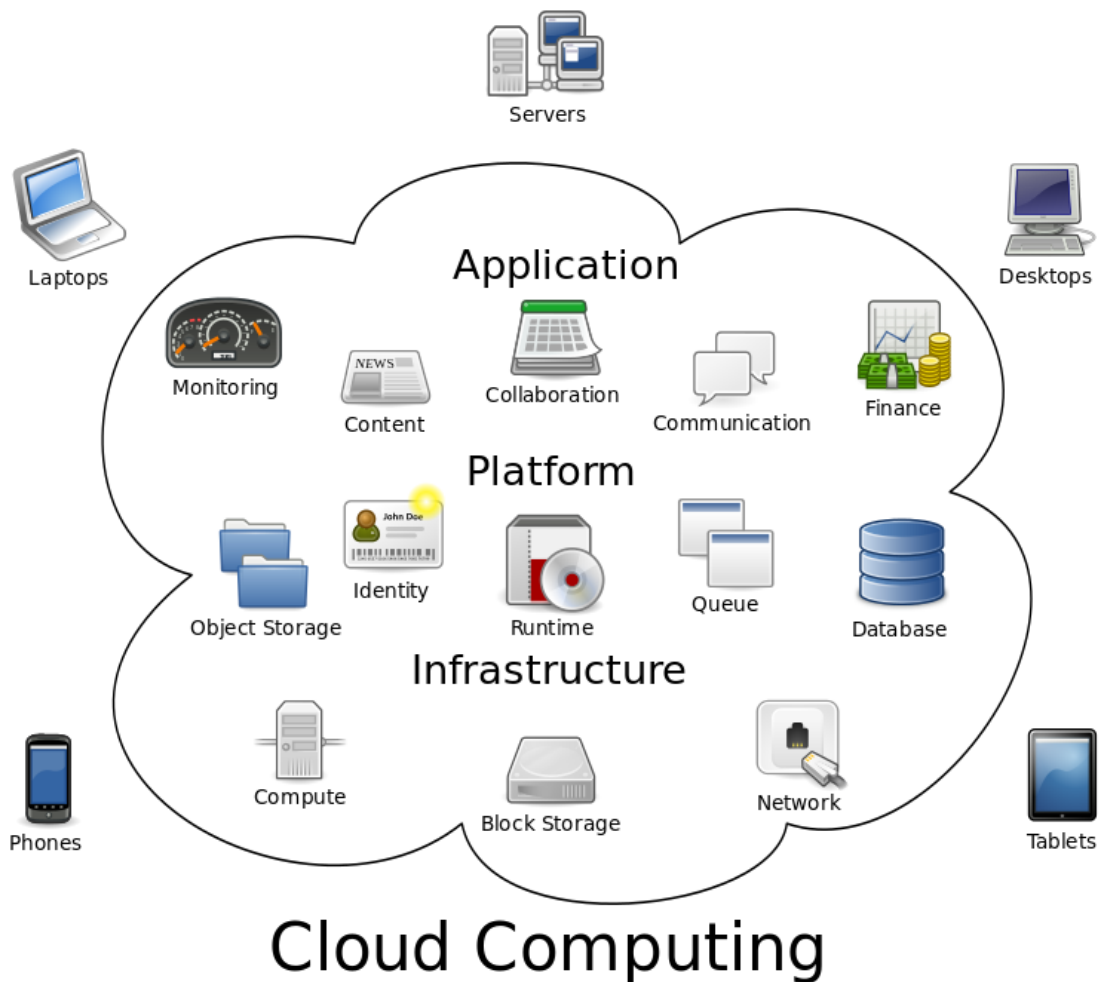 Servers
Laptops
Desktops
Application
Monitoring
NEWS
Content
Collaboration
Communication
Finance
Platform
Object Storage
John Doe
Identity
Runtime
Queue
Database
Infrastructure
Compute
Block Storage
Network
Phones
Tablets
Cloud Computing